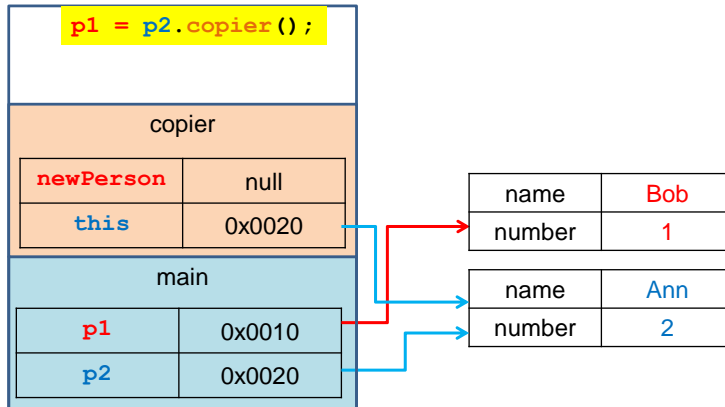 p1 = p2.copier();
copier
newPerson null
this 0x0020
main
p1 0x0010
p2 0x0020
name Bob
number 1
name Ann
number 2